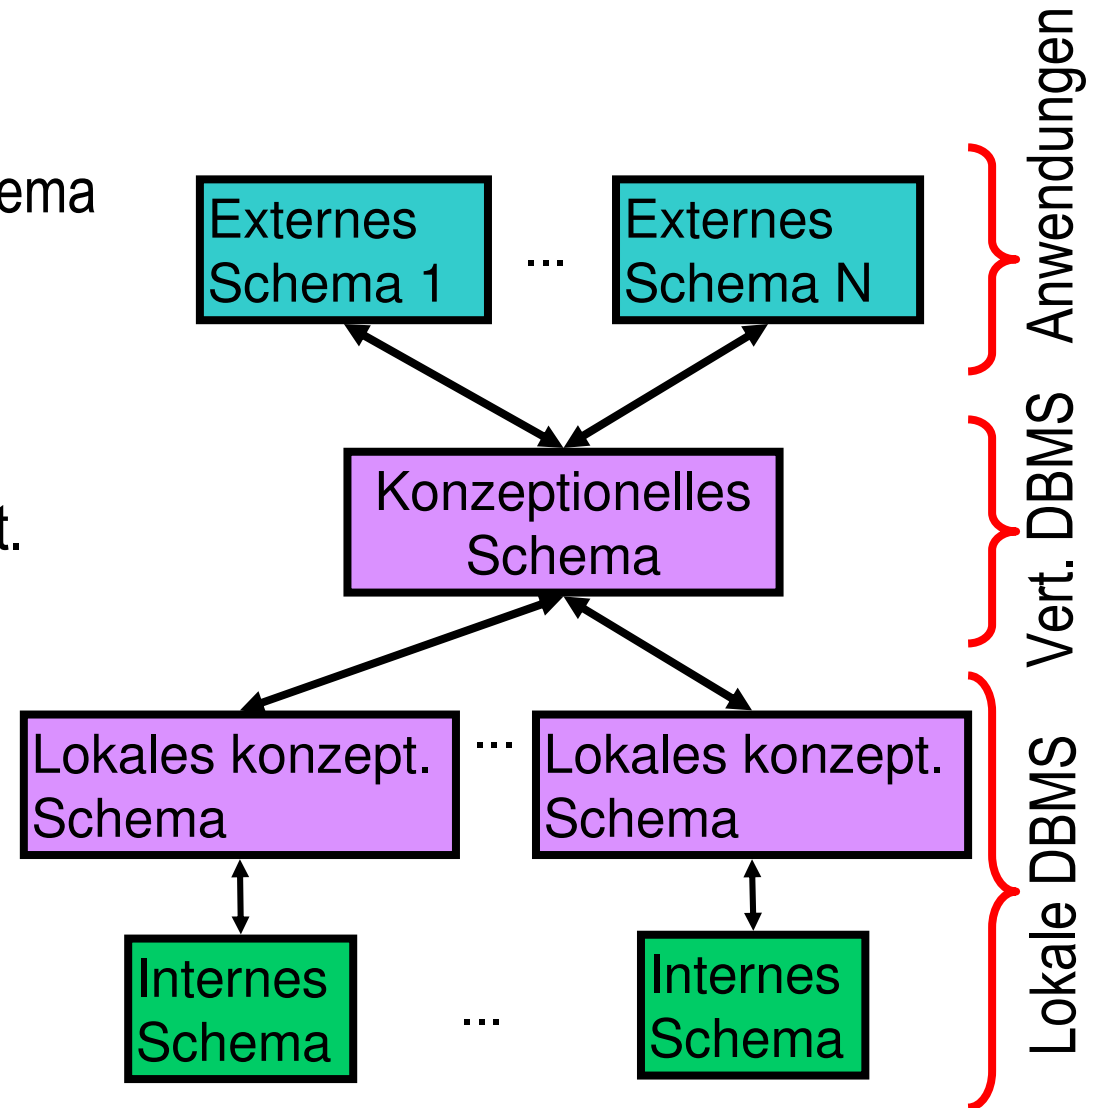 Anwendungen
ema
Externes
Schema 1
...
Externes
Schema N
Vert. DBMS
Konzeptionelles
Schema
t.
Lokale DBMS
Lokales konzept.
Schema
...
Lokales konzept.
Schema
Internes
Schema
...
Internes
Schema